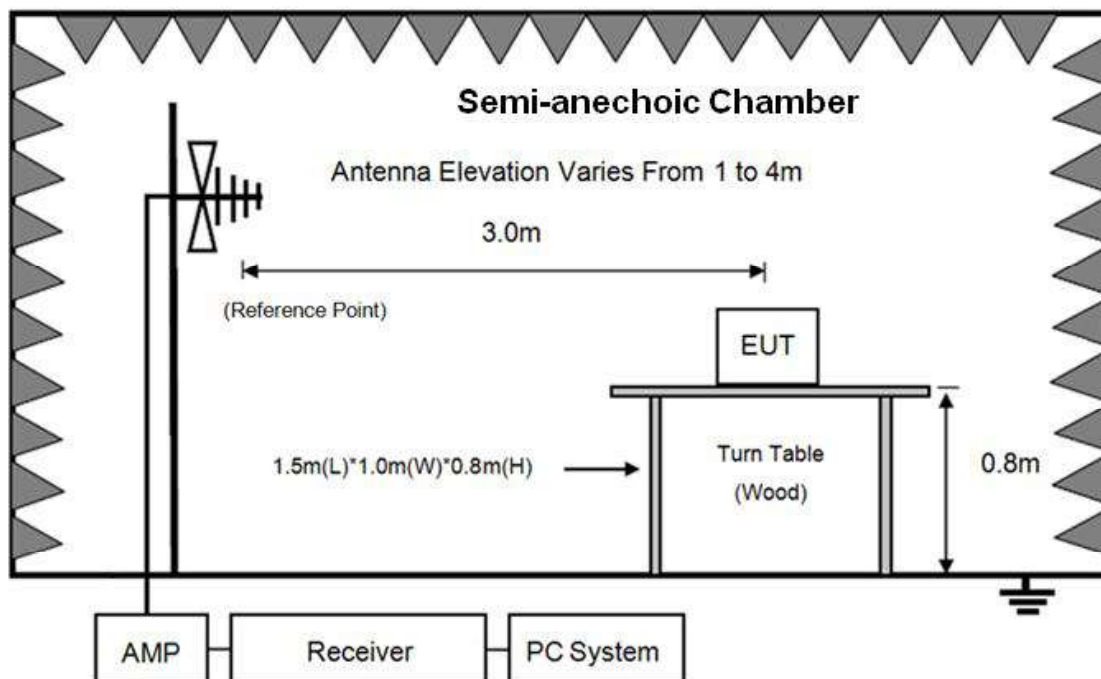 Semi-anechoic Chamber
Antenna Elevation Varies From 1 to 4m
3.0m
(Reference Point)
EUT
1.5m(L)*1.0m(W)*0.8m(H)
Turn Table
(Wood)
0.8m
AMP
Receiver
PC System